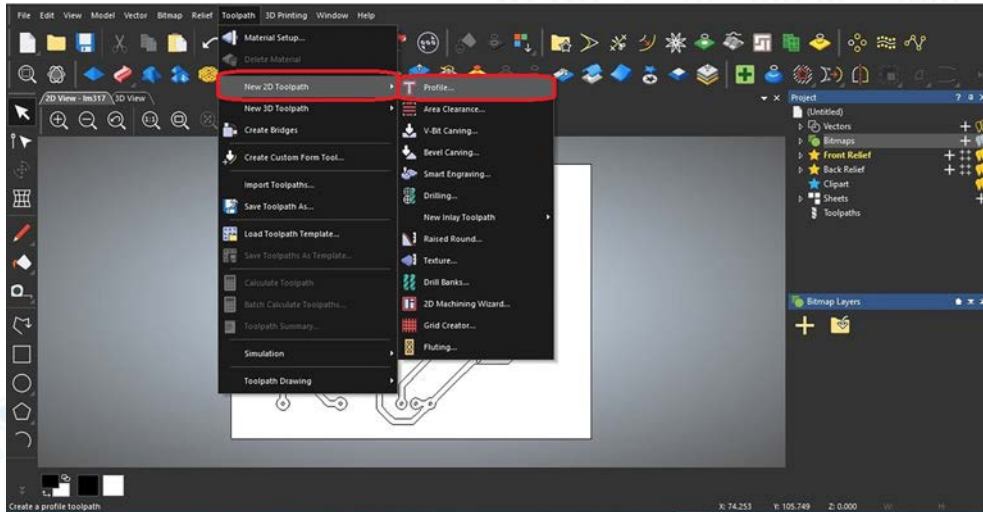 File Edit View Model Vector Bitmap Relief Toolpath 3D Printing Window Help
Material Setup...
Delete Material
New 2D Toolpath
New 3D Toolpath
Create Bridges
Create Custom Form Tool...
Import Toolpaths...
Save Toolpath As...
Load Toolpath Template...
Save Toolpaths As Template...
Calculate Toolpath
Batch Calculate Toolpaths...
Toolpath Summary...
Simulation
Toolpath Drawing
Profile...
Area Clearance...
V-Bit Carving...
Bevel Carving...
Smart Engraving...
Drilling...
New Inlay Toolpath
Raised Round...
Texture...
Drill Banks...
2D Machining Wizard...
Grid Creator...
Fluting...
2D View - lm317 3D View
Project
(Untitled)
Vectors
Bitmaps
Front Relief
Back Relief
Clipart
Sheets
Toolpaths
Bitmap Layers
Create a profile toolpath
X: 74.253 Y: 105.749 Z: 0.000 W: H: